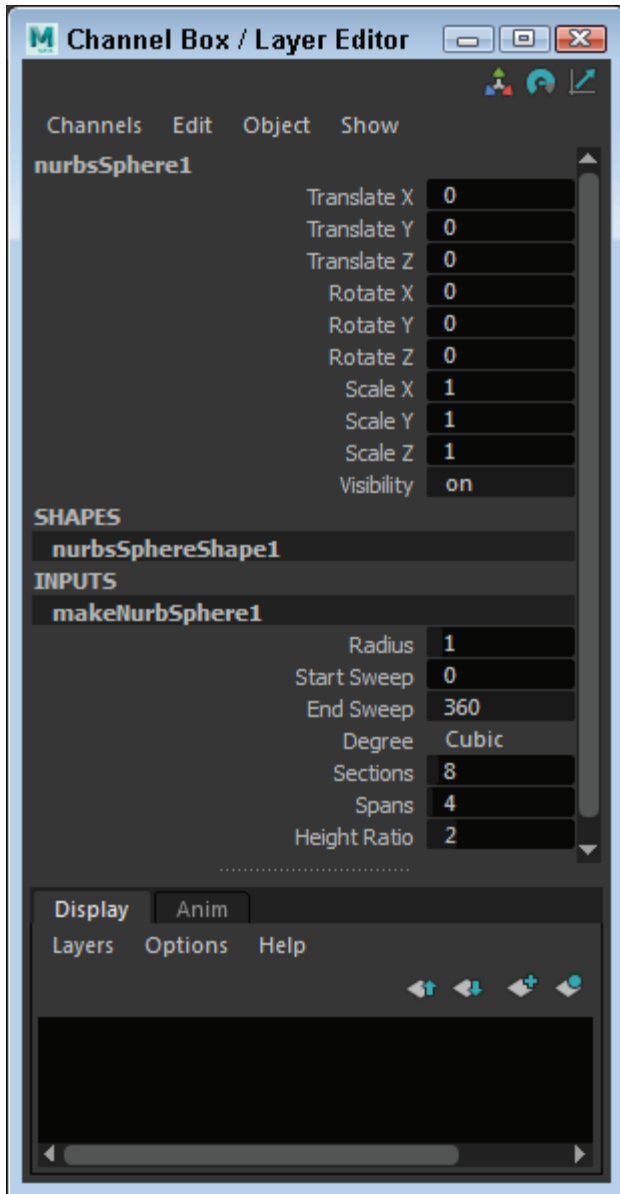 Channel Box / Layer Editor
Channels Edit Object Show
nurbsSphere1
Translate X 0
Translate Y 0
Translate Z 0
Rotate X 0
Rotate Y 0
Rotate Z 0
Scale X 1
Scale Y 1
Scale Z 1
Visibility on
SHAPES
nurbsSphereShape1
INPUTS
makeNurbSphere1
Radius 1
Start Sweep 0
End Sweep 360
Degree Cubic
Sections 8
Spans 4
Height Ratio 2
Display Anim
Layers Options Help